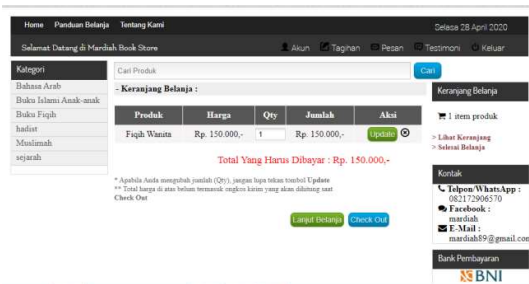 Home Panduan Belanja Tentang Kami
Selasa 28 April 2020
Selamat Datang di Mardiah Book Store
Akun Tagihan Pesan Testimoni Keluar
Kategori
Bahasa Arab
Buku Islami Anak-anak
Buku Fiqih
hadist
Muslimah
sejarah
Cari Produk
Cari
- Keranjang Belanja :
Produk Harga Qty Jumlah Aksi
Fiqih Wanita Rp. 150.000,- 1 Rp. 150.000,- Update
Total Yang Harus Dibayar : Rp. 150.000,-
* Apabila Anda mengubah jumlah (Qty), jangan lupa tekan tombol Update
** Total harga di atas belum termasuk ongkos kirim yang akan dihitung saat
Check Out
Lanjut Belanja Check Out
Keranjang Belanja
1 item produk
> Lihat Keranjang
> Selesai Belanja
Kontak
Telpon/WhatsApp :
082172906570
Facebook :
mardiah
E-Mail :
mardiah89@gmail.com
Bank Pembayaran
BNI